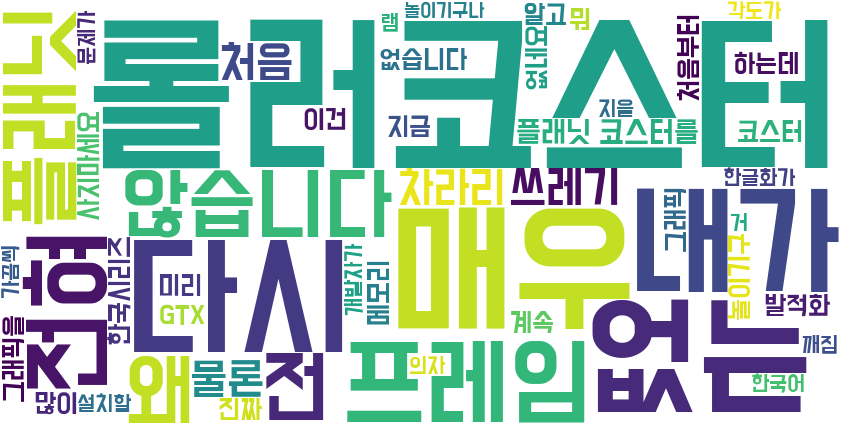 롤러코스터
플래닛
문제가
처음
램
놀이기구나
없습니다
알고
뭐
없네요
각도가
처음부터
하는데
이건
지금
지을
플래닛 코스터를
코스터
사지마세요
않습니다
차라리
쓰레기
한글화가
내가
그래픽
거
놀이기구
매우
전혀
가끔씩
한국시리즈
다시
미리
GTX
개발자가
메모리
발적화
계속
없는
깨짐
그래픽을
많이
설치할
왜
물론
진짜
전
프레임
의자
한국어